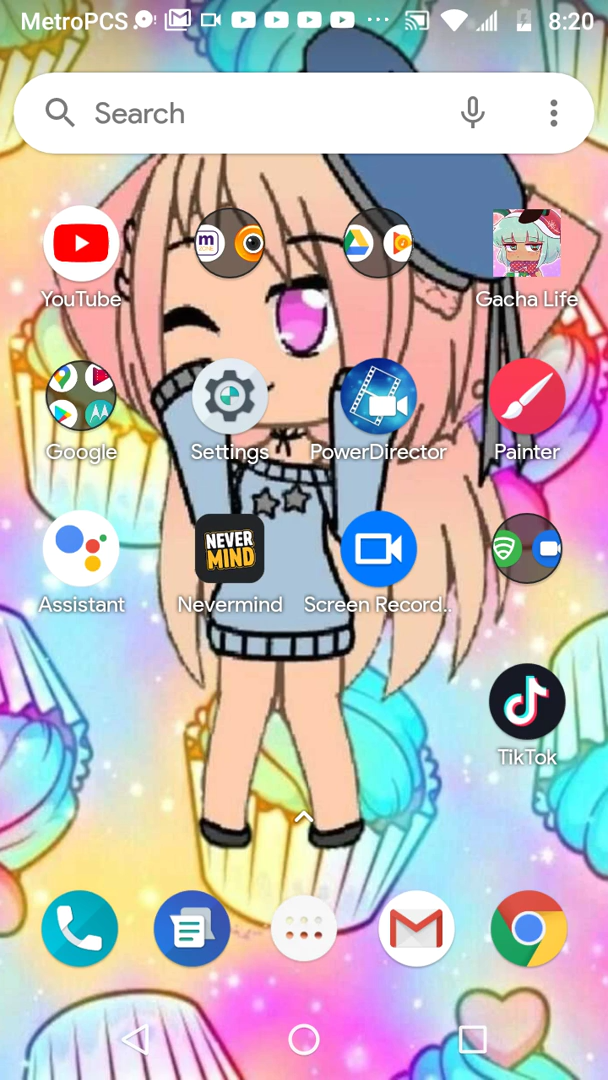 MetroPCS
8:20
Search
YouTube
Gacha Life
Google
Settings
PowerDirector
Painter
NEVER
MIND
Assistant
Nevermind
Screen Record..
TikTok